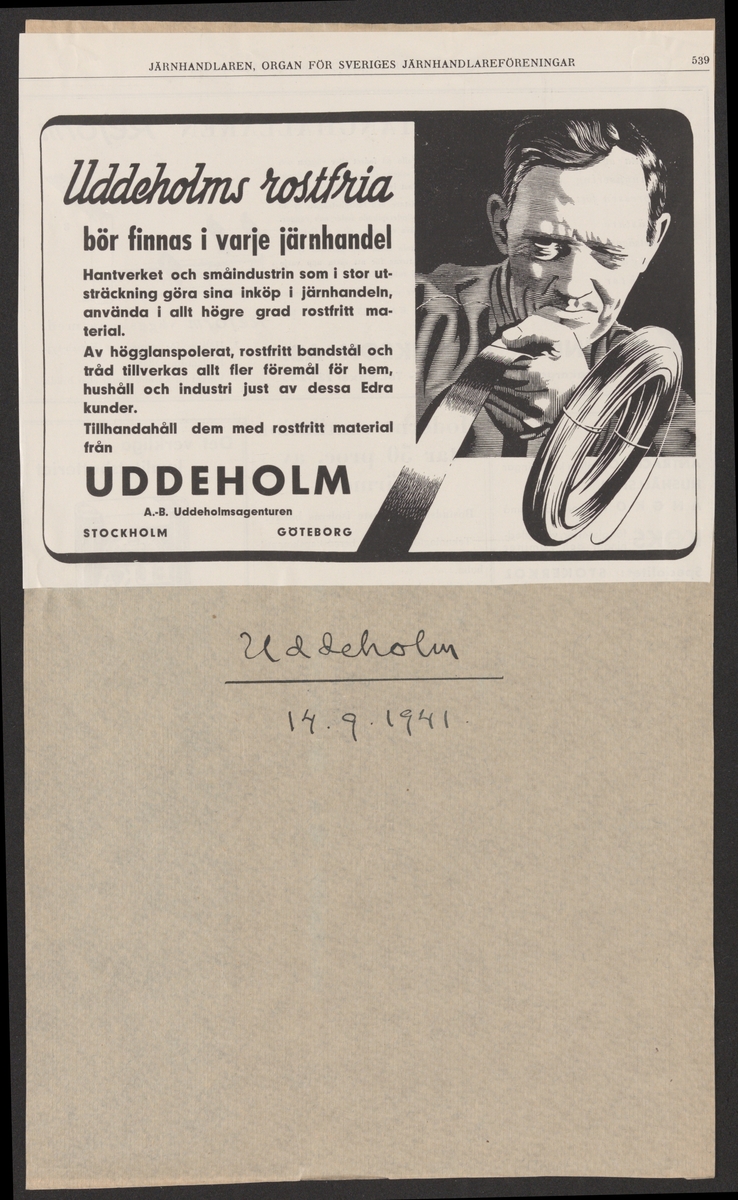 JÄRNHANDLAREN, ORGAN FÖR SVERIGES JÄRNHANDLAREFÖRENINGAR 539
Uddeholms rostfria
bör finnas i varje järnhandel
Hantverket och småindustrin som i stor ut-
sträckning göra sina inköp i järnhandeln,
använda i allt högre grad rostfritt ma-
terial.
Av högglanspolerat, rostfritt bandstål och
tråd tillverkas allt fler föremål för hem,
hushåll och industri just av dessa Edra
kunder.
Tillhandahåll dem med rostfritt material
från
UDDEHOLM
A.-B. Uddeholmsagenturen
STOCKHOLM GÖTEBORG
Uddeholm
14.9.1941.